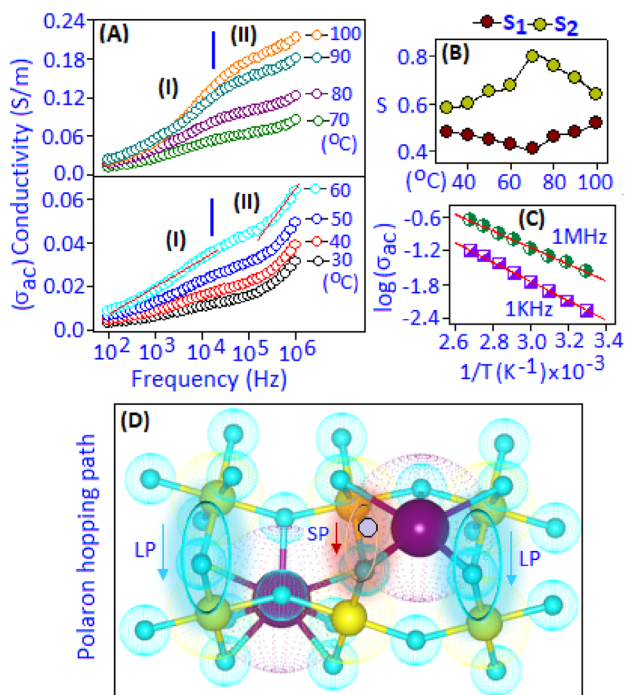 (A)
(II)
(I)
0.24
0.18
0.12
0.06
0.0
100
90
80
70
(°C)
(II)
(I)
0.06
0.04
0.02
0.0
60
50
40
30
(°C)
10² 10³ 10⁴ 10⁵ 10⁶
Frequency (Hz)
(σac) Conductivity (S/m)
S₁ S₂
(B)
0.8
0.6
0.4
S
(°C) 40 60 80 100
(C)
1MHz
1KHz
-0.6
-1.2
-1.8
-2.4
log(σac)
2.6 2.8 3.0 3.2 3.4
1/T (K⁻¹)×10⁻³
(D)
Polaron hopping path
LP
SP
LP